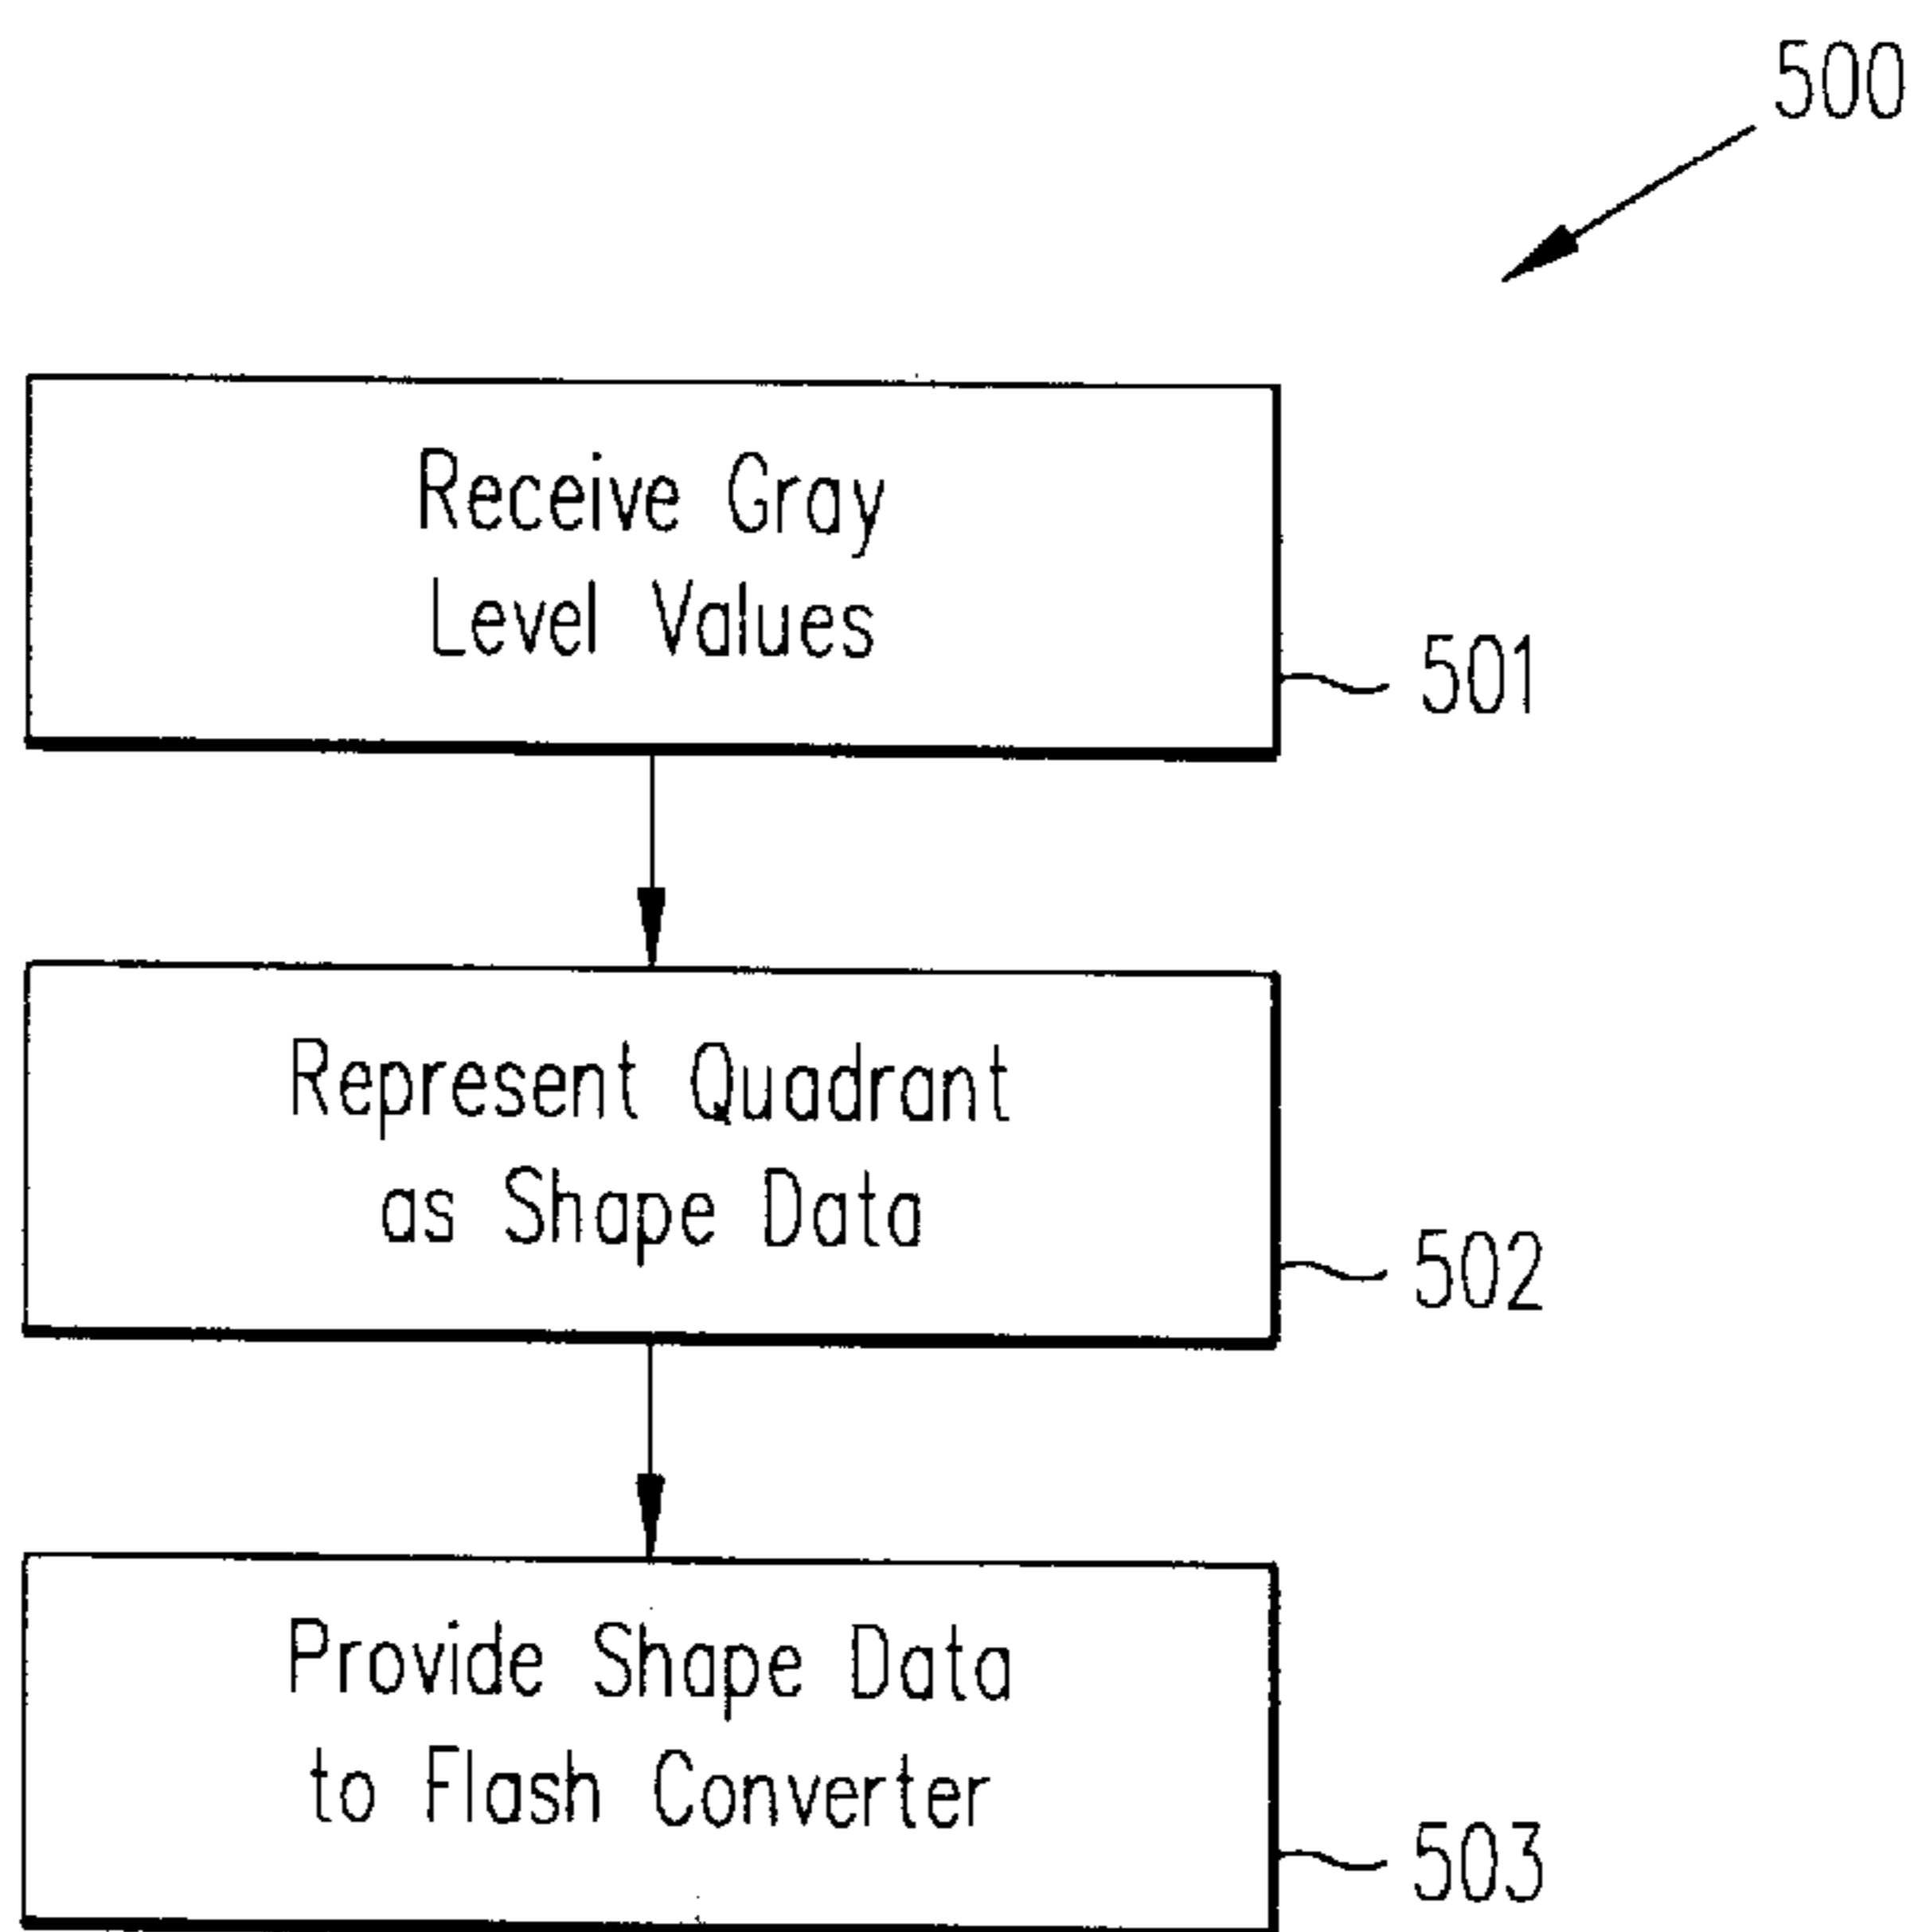 500
Receive Gray
Level Values
501
Represent Quadrant
as Shape Data
502
Provide Shape Data
to Flash Converter
503